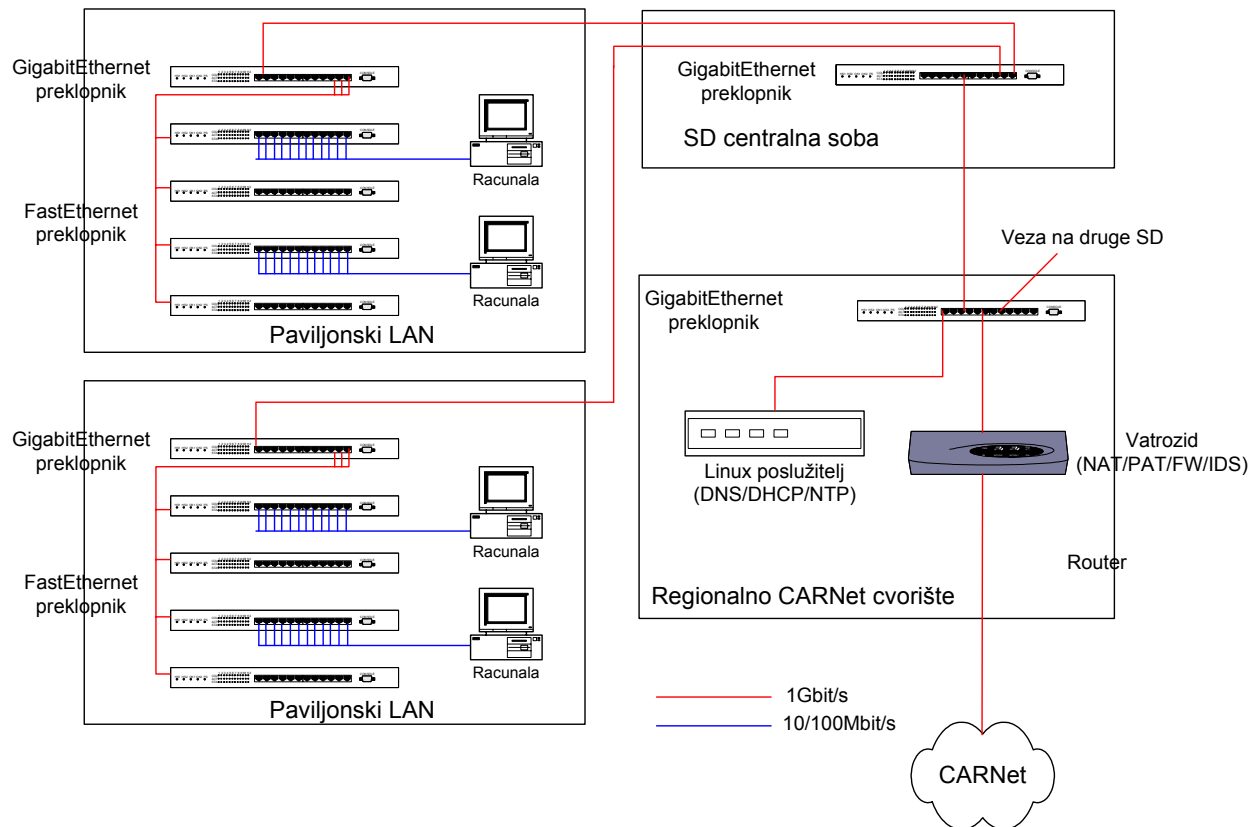 GigabitEthernet
preklopnik
Racunala
FastEthernet
preklopnik
Racunala
Paviljonski LAN
GigabitEthernet
preklopnik
Racunala
FastEthernet
preklopnik
Racunala
Paviljonski LAN
GigabitEthernet
preklopnik
SD centralna soba
Veza na druge SD
GigabitEthernet
preklopnik
Linux poslužitelj
(DNS/DHCP/NTP)
Vatrozid
(NAT/PAT/FW/IDS)
Router
Regionalno CARNet cvorište
1Gbit/s
10/100Mbit/s
CARNet